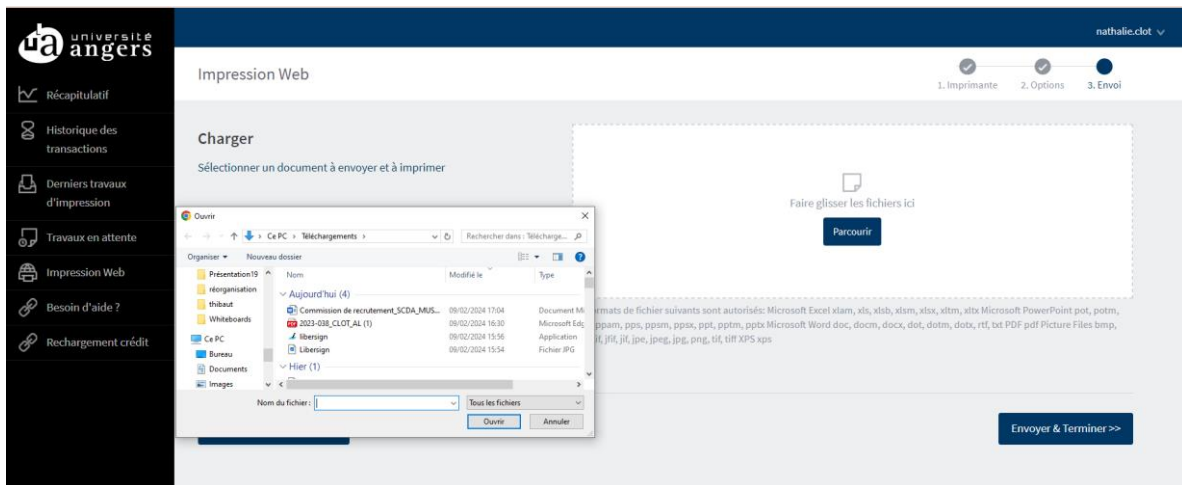 université
angers
nathalie.clot
Impression Web
1. Imprimante
2. Options
3. Envoi
Récapitulatif
Historique des
transactions
Derniers travaux
d'impression
Travaux en attente
Impression Web
Besoin d'aide ?
Rechargement crédit
Charger
Sélectionner un document à envoyer et à imprimer
Faire glisser les fichiers ici
Parcourir
Ouvrir
Ce PC > Téléchargements >
Rechercher dans : Télécharge...
Organiser
Nouveau dossier
Présentation19
réorganisation
thibaut
Whiteboards
Ce PC
Bureau
Documents
Images
Nom
Modifié le
Type
Aujourd'hui (4)
Commission de recrutement_SCDA_MUS... 09/02/2024 17:04 Document Mi
2023-038_CLOT_AL (1) 09/02/2024 16:30 Microsoft Edg
libersign 09/02/2024 15:56 Application
Libersign 09/02/2024 15:54 Fichier JPG
Hier (1)
Nom du fichier :
Tous les fichiers
Ouvrir
Annuler
rmats de fichier suivants sont autorisés: Microsoft Excel xlam, xls, xlsb, xlsm, xlsx, xltm, xltx Microsoft PowerPoint pot, potm,
ppam, pps, ppsm, ppsx, ppt, pptm, pptx Microsoft Word doc, docm, docx, dot, dotm, dotx, rtf, txt PDF pdf Picture Files bmp,
jfif, jif, jpe, jpeg, jpg, png, tif, tiff XPS xps
Envoyer & Terminer >>